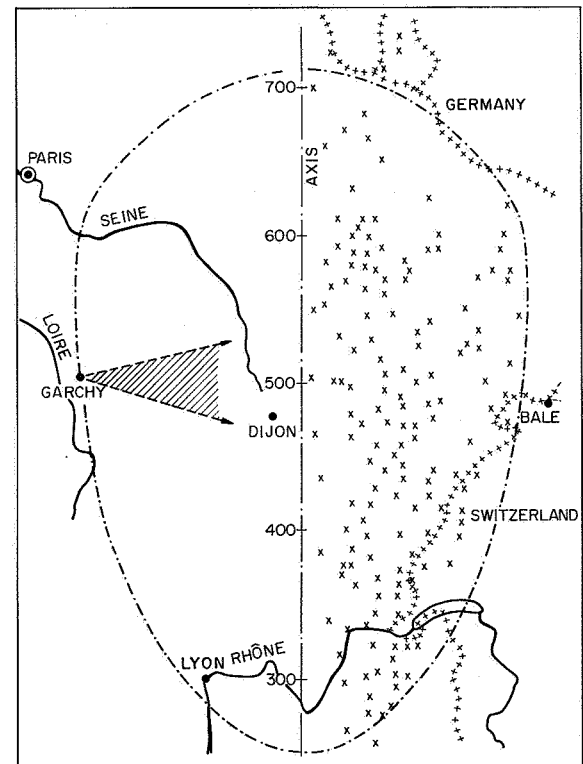 700
GERMANY
PARIS
AXIS
SEINE
600
LOIRE
500
GARCHY
DIJON
BALE
SWITZERLAND
400
LYON
RHÔNE
300